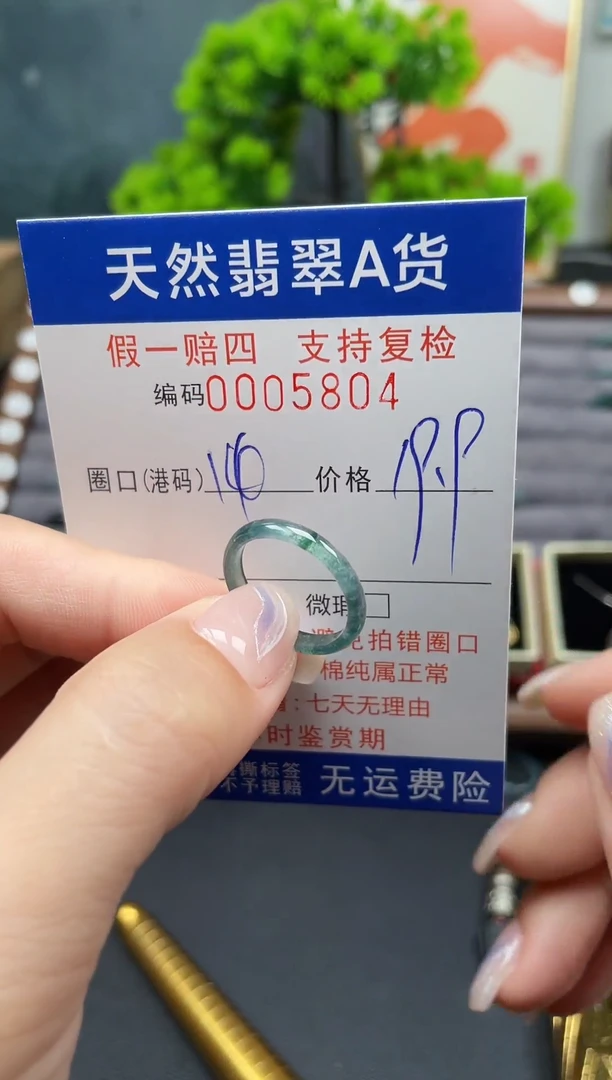 天然翡翠A货
假一赔四 支持复检
编码0005804
圈口(港码) 价格
微瑕
拍错圈口
棉纯属正常
:七天无理由
时鉴赏期
撕标签
不予理赔
无运费险